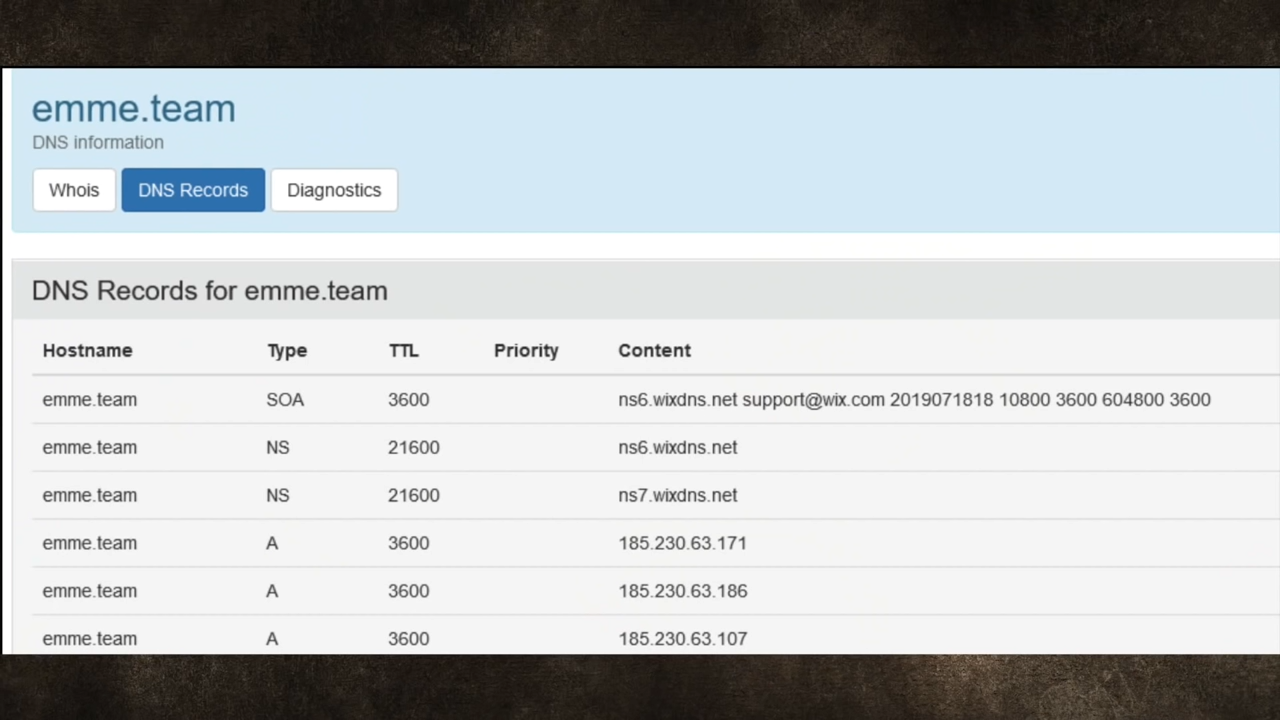 emme.team
DNS information
Whois DNS Records Diagnostics
DNS Records for emme.team
Hostname Type TTL Priority Content
emme.team SOA 3600 ns6.wixdns.net support@wix.com 2019071818 10800 3600 604800 3600
emme.team NS 21600 ns6.wixdns.net
emme.team NS 21600 ns7.wixdns.net
emme.team A 3600 185.230.63.171
emme.team A 3600 185.230.63.186
emme.team A 3600 185.230.63.107